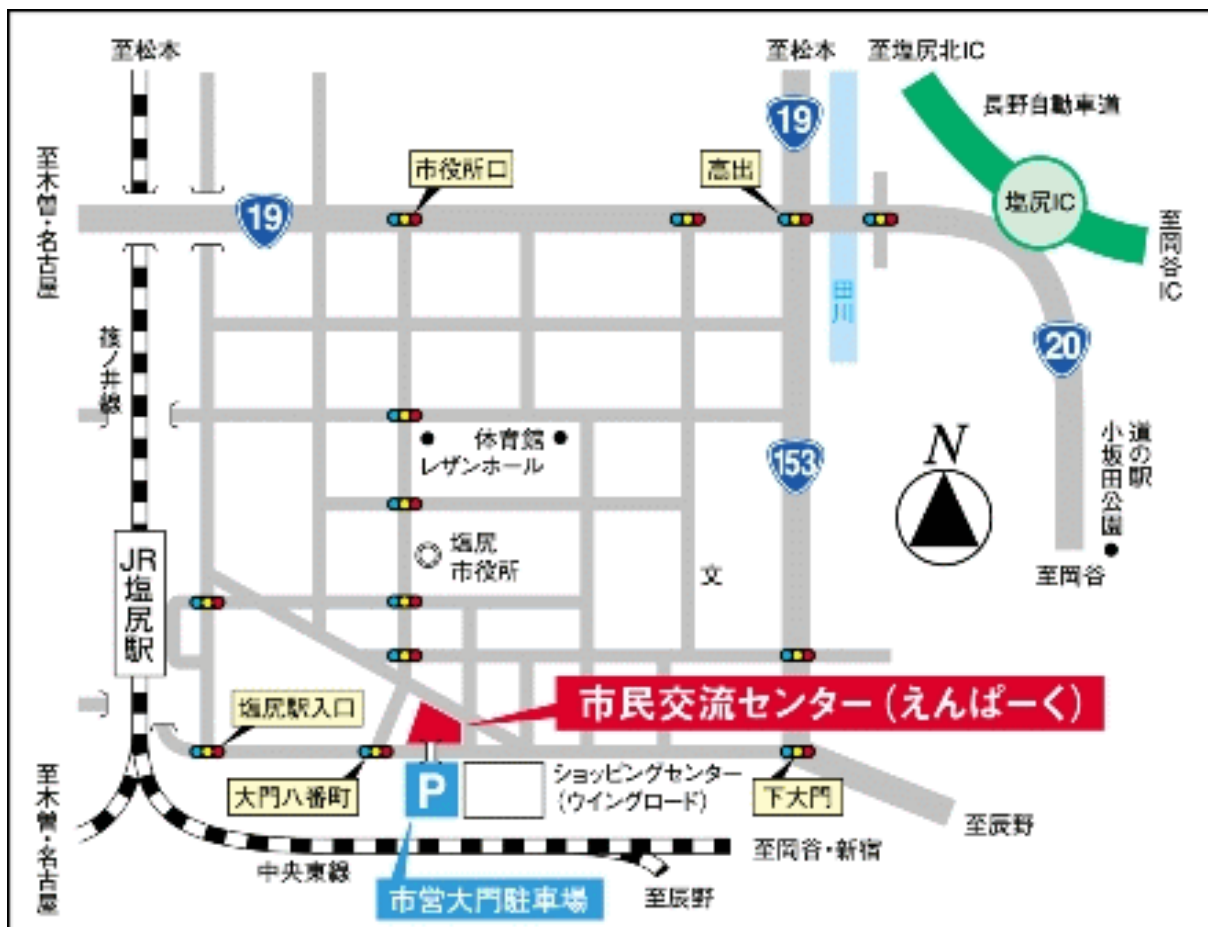 至松本
至松本
至塩尻北IC
長野自動車道
19
至木曽・名古屋
市役所口
高出
19
塩尻IC
至岡谷IC
田川
篠ノ井線
20
体育館
レザンホール
153
N
道の駅
小坂田公園
JR塩尻駅
塩尻
市役所
文
至岡谷
塩尻駅入口
市民交流センター(えんぱーく)
大門八番町
P
ショッピングセンター
(ウイングロード)
下大門
至木曽・名古屋
至辰野
中央東線
至岡谷・新宿
市営大門駐車場
至辰野